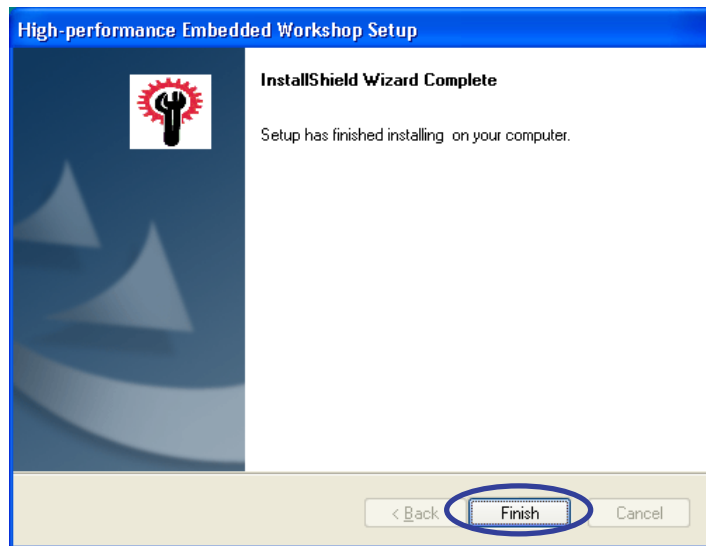 High-performance Embedded Workshop Setup
InstallShield Wizard Complete
Setup has finished installing  on your computer.
< Back Finish Cancel